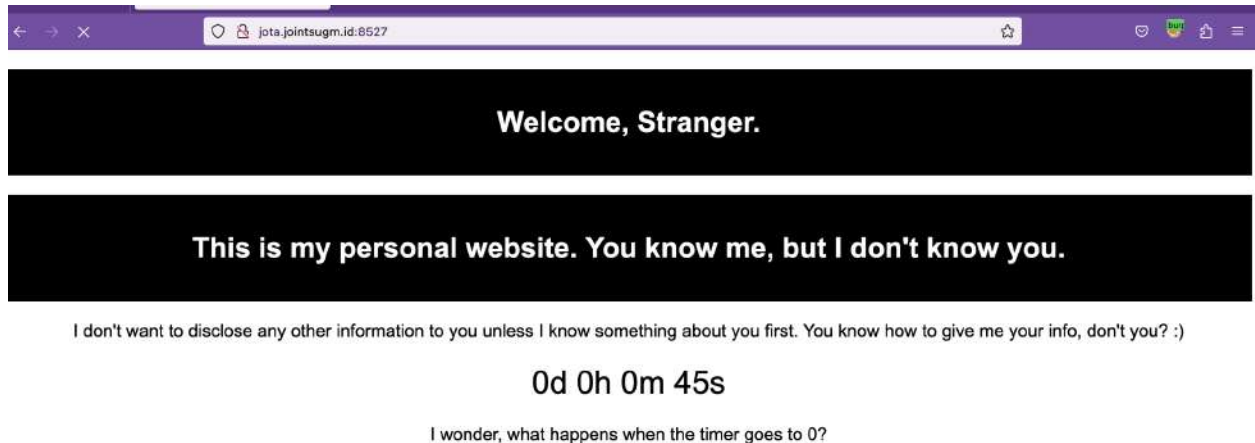 jota.jointsugm.id:8527
Welcome, Stranger.
This is my personal website. You know me, but I don't know you.
I don't want to disclose any other information to you unless I know something about you first. You know how to give me your info, don't you? :)
0d 0h 0m 45s
I wonder, what happens when the timer goes to 0?